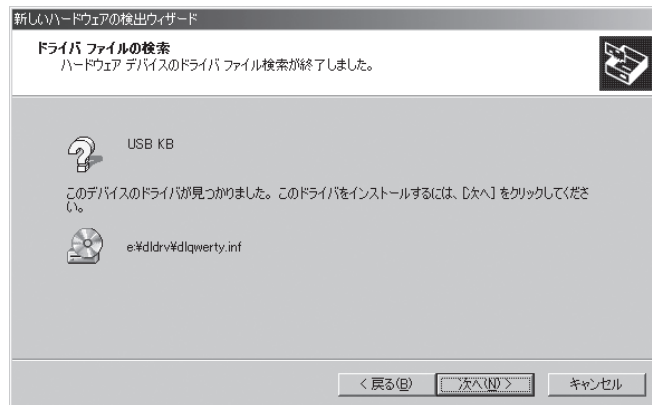 新しいハードウェアの検出ウィザード
ドライバ ファイルの検索
ハードウェア デバイスのドライバ ファイル検索が終了しました。
USB KB
このデバイスのドライバが見つかりました。このドライバをインストールするには、[次へ] をクリックしてくださ
い。
e:¥dldrv¥dlqwerty.inf
< 戻る(B)
次へ(N) >
キャンセル